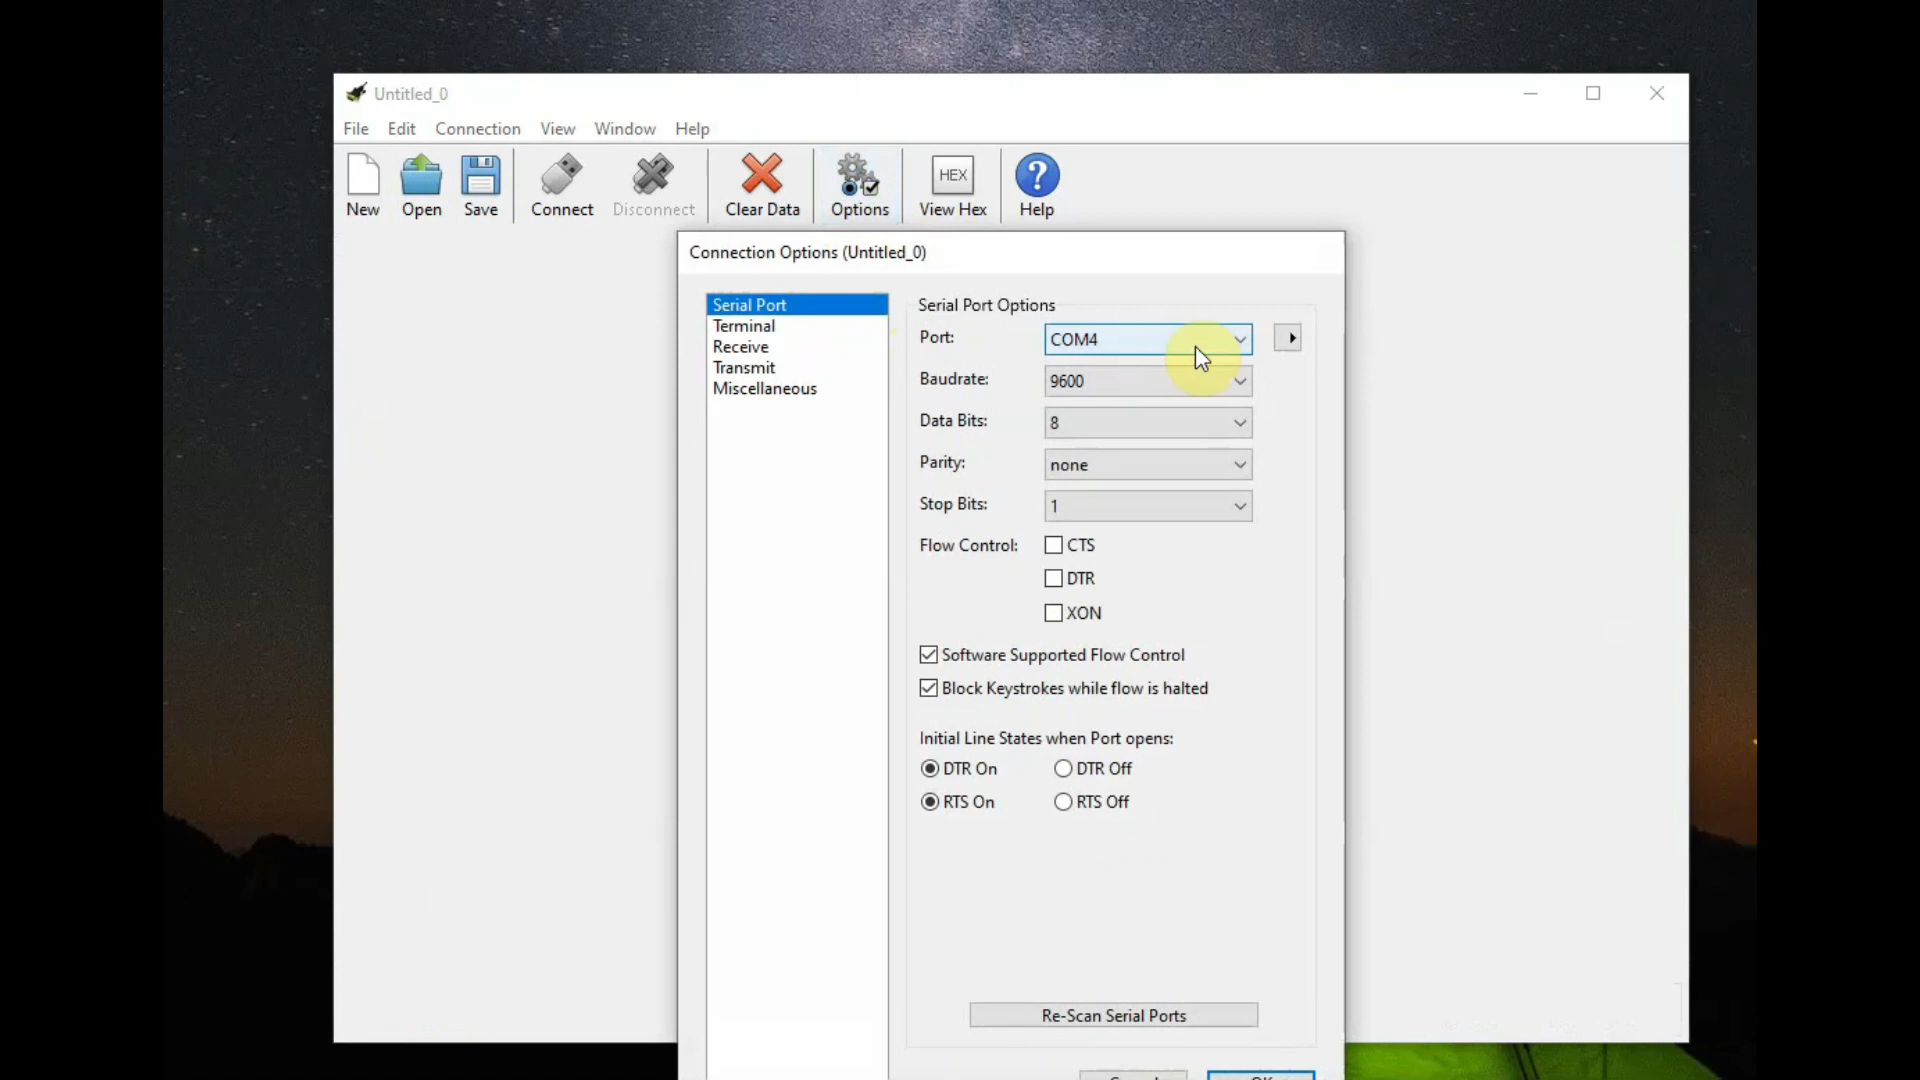 Untitled_0
File Edit Connection View Window Help
HEX
?
New Open Save Connect Disconnect Clear Data Options View Hex Help
Connection Options (Untitled_0)
Serial Port
Terminal
Receive
Transmit
Miscellaneous
Serial Port Options
Port: COM4
Baudrate: 9600
Data Bits: 8
Parity: none
Stop Bits: 1
Flow Control: CTS
DTR
XON
Software Supported Flow Control
Block Keystrokes while flow is halted
Initial Line States when Port opens:
DTR On DTR Off
RTS On RTS Off
Re-Scan Serial Ports